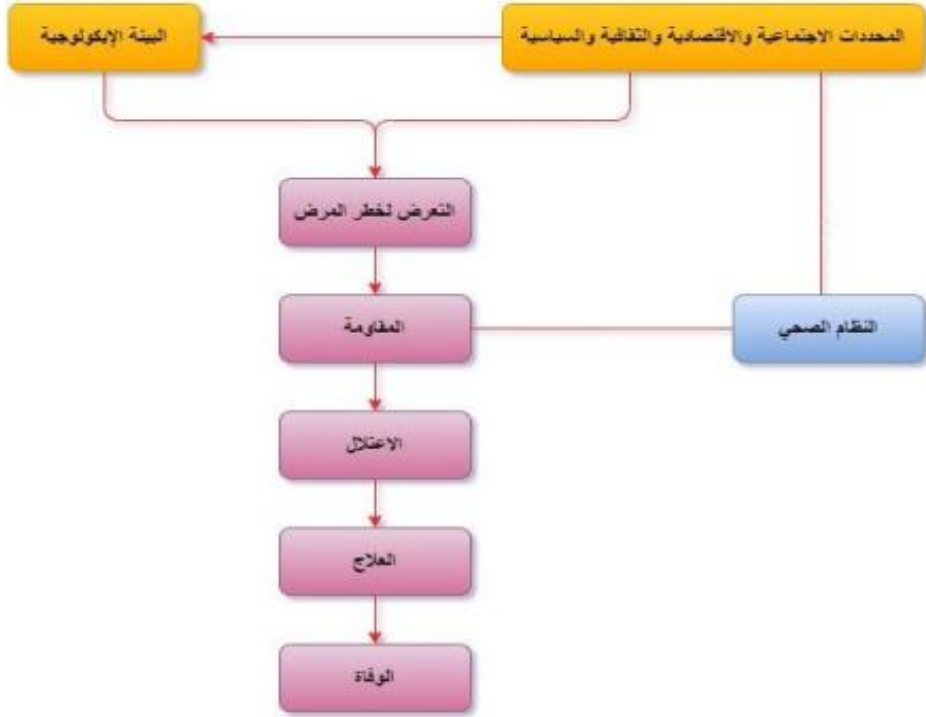 المحددات الاجتماعية والاقتصادية والثقافية والسياسية
البيئة الإيكولوجية
التعرض لخطر المرض
المقاومة
النظام الصحي
الاعتلال
العلاج
الوفاة